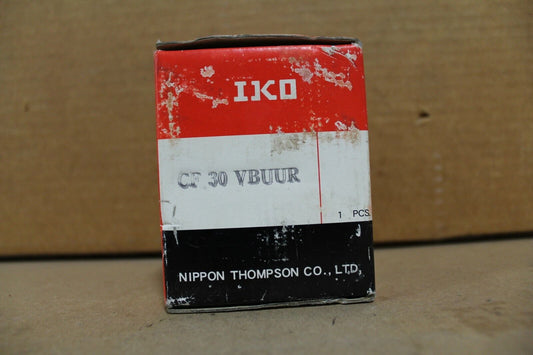 IKO
CF 30 VBUUR
1 PCS.
NIPPON THOMPSON CO., LTD.